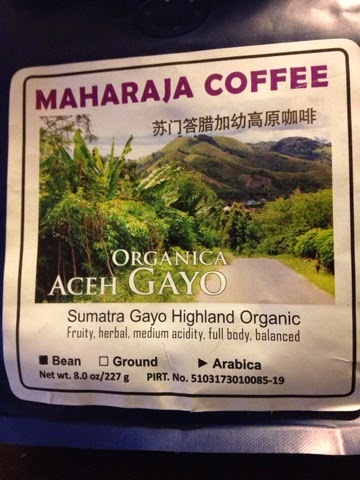 MAHARAJA COFFEE
苏门答腊加幼高原咖啡
ORGANICA
ACEH GAYO
Sumatra Gayo Highland Organic
Fruity, herbal, medium acidity, full body, balanced
■ Bean □ Ground ► Arabica
Net wt. 8.0 oz/227 g PIRT. No. 5103173010085-19